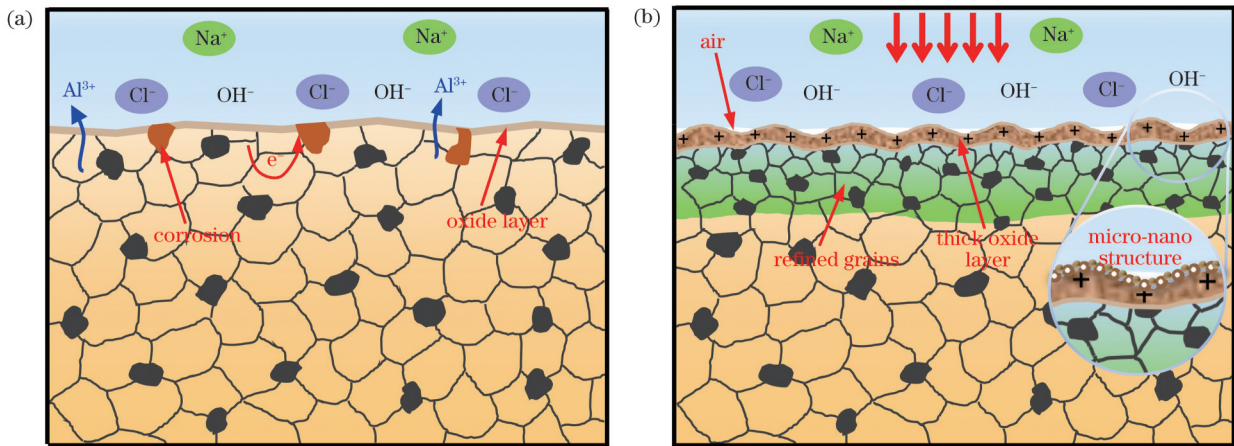 (a)
Na⁺
Na⁺
Al³⁺
Cl⁻
OH⁻
Cl⁻
OH⁻
Al³⁺
Cl⁻
e⁻
corrosion
oxide layer
(b)
Na⁺
Na⁺
air
Cl⁻
OH⁻
Cl⁻
OH⁻
Cl⁻
OH⁻
+ + + + + + + + + + + + +
refined grains
thick oxide
layer
micro-nano
structure
+ + +